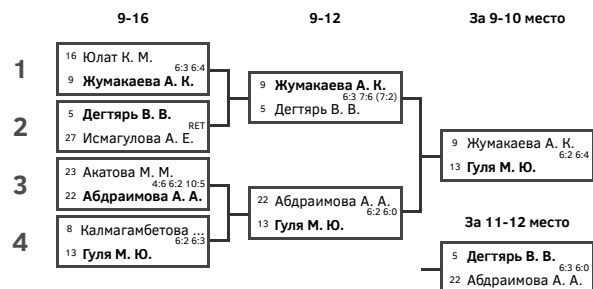 9-16
9-12
За 9-10 место
1
16 Юлат К. М.
6:3 6:4
9 Жумакаева А. К.
2
5 Дегтярь В. В.
RET
27 Исмагулова А. Е.
3
23 Акатова М. М.
4:6 6:2 10:5
22 Абдраимова А. А.
4
8 Калмагамбетова ...
6:2 6:3
13 Гуля М. Ю.
9 Жумакаева А. К.
6:3 7:6 (7:2)
5 Дегтярь В. В.
22 Абдраимова А. А.
6:2 6:0
13 Гуля М. Ю.
9 Жумакаева А. К.
6:2 6:4
13 Гуля М. Ю.
За 11-12 место
5 Дегтярь В. В.
6:3 6:0
22 Абдраимова А. А.